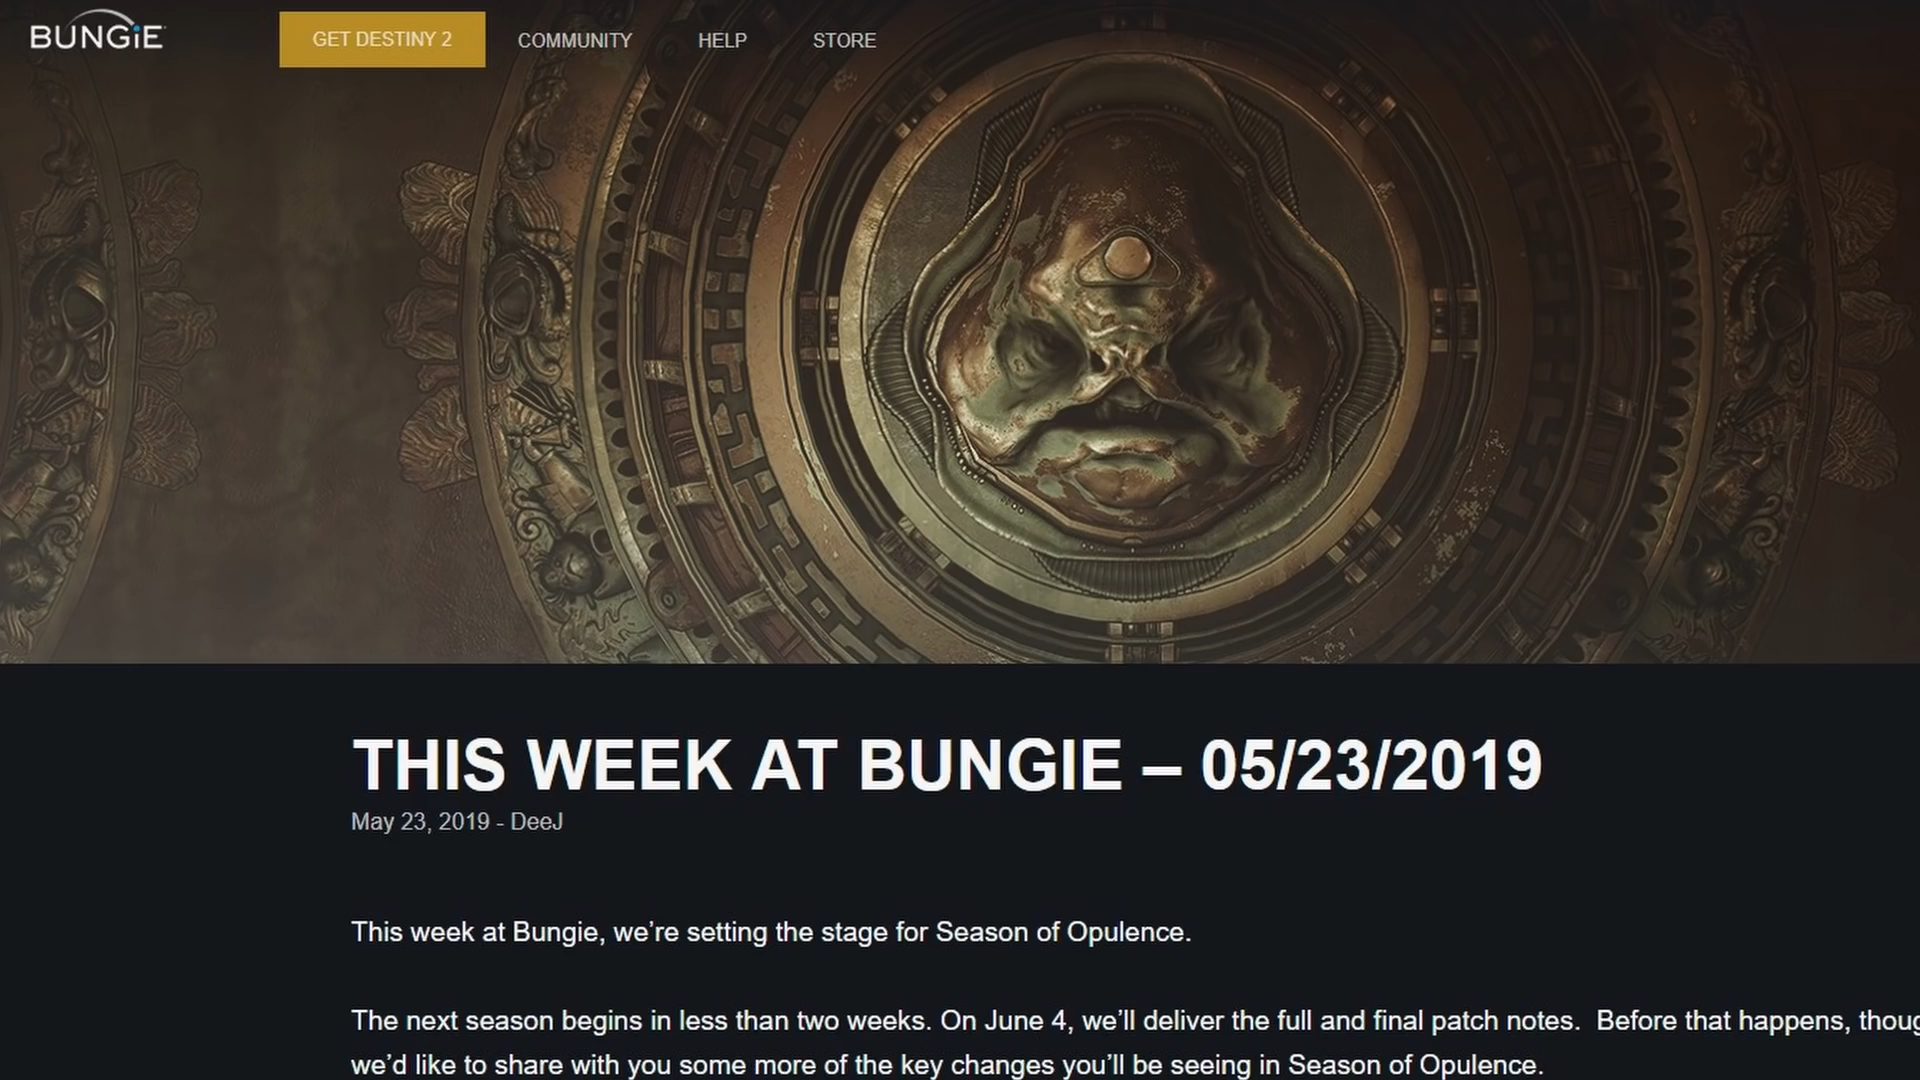 BUNGiE
GET DESTINY 2
COMMUNITY
HELP
STORE
THIS WEEK AT BUNGIE – 05/23/2019
May 23, 2019 - DeeJ
This week at Bungie, we’re setting the stage for Season of Opulence.
The next season begins in less than two weeks. On June 4, we’ll deliver the full and final patch notes.  Before that happens,
we’d like to share with you some more of the key changes you’ll be seeing in Season of Opulence.